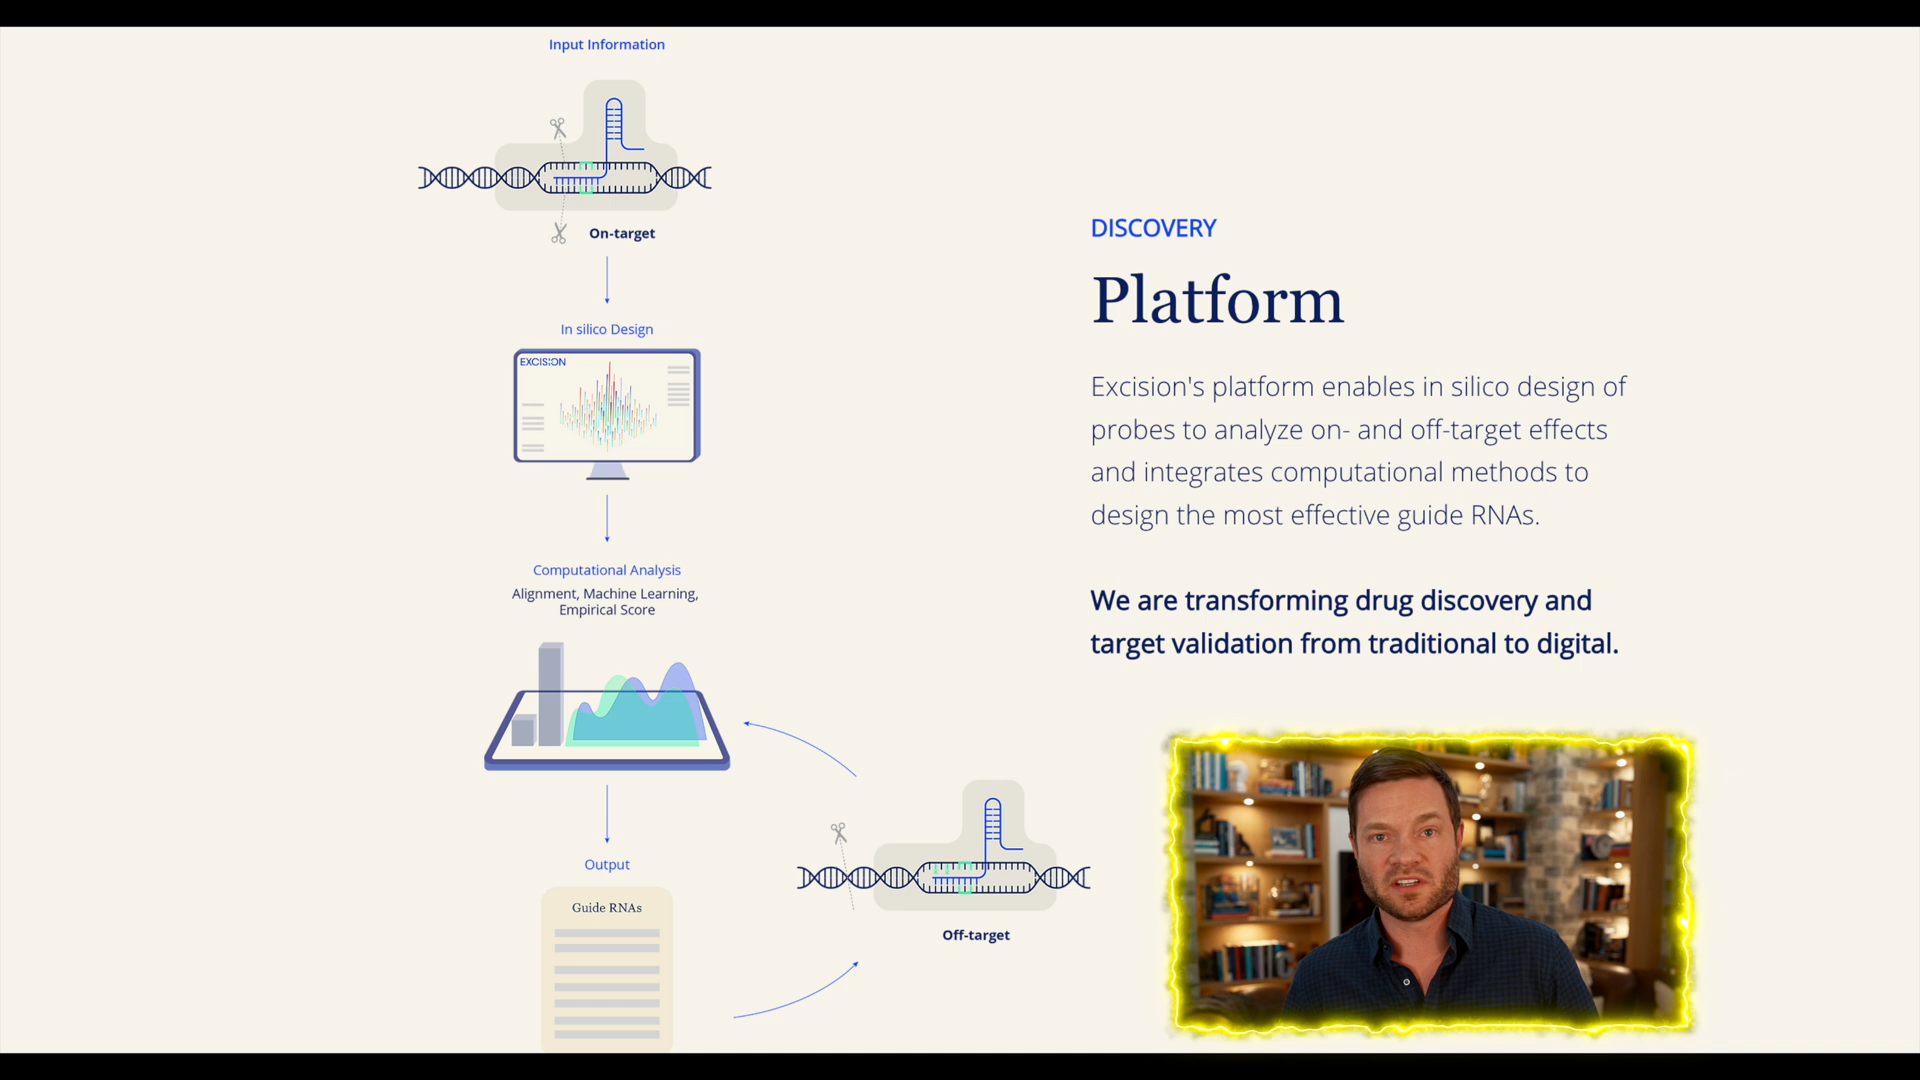 Input Information
On-target
In silico Design
EXCISION
Computational Analysis
Alignment, Machine Learning,
Empirical Score
Output
Guide RNAs
Off-target
DISCOVERY
Platform
Excision's platform enables in silico design of
probes to analyze on- and off-target effects
and integrates computational methods to
design the most effective guide RNAs.
We are transforming drug discovery and
target validation from traditional to digital.